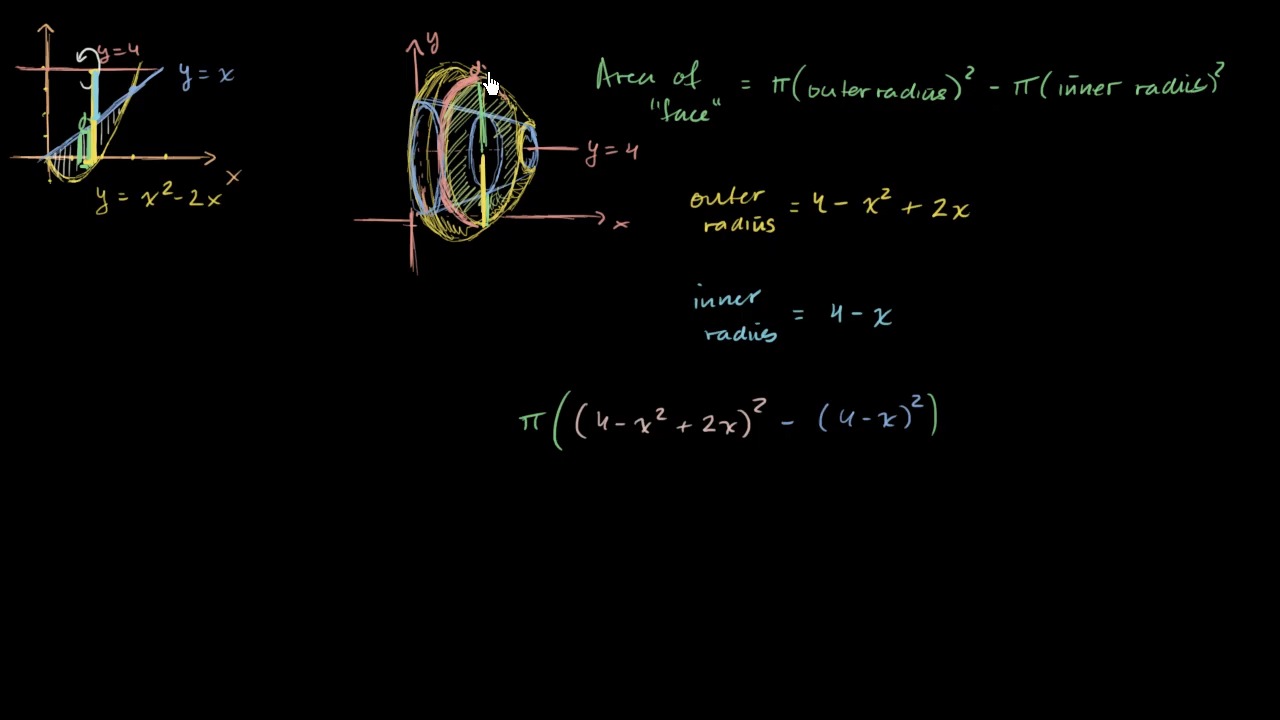 y = 4
y = x
x
y = x² - 2x
y
d
y = 4
x
Area of "face" = π(outer radius)² - π(inner radius)²
outer radius = 4 - x² + 2x
inner radius = 4 - x
π((4 - x² + 2x)² - (4 - x)²)